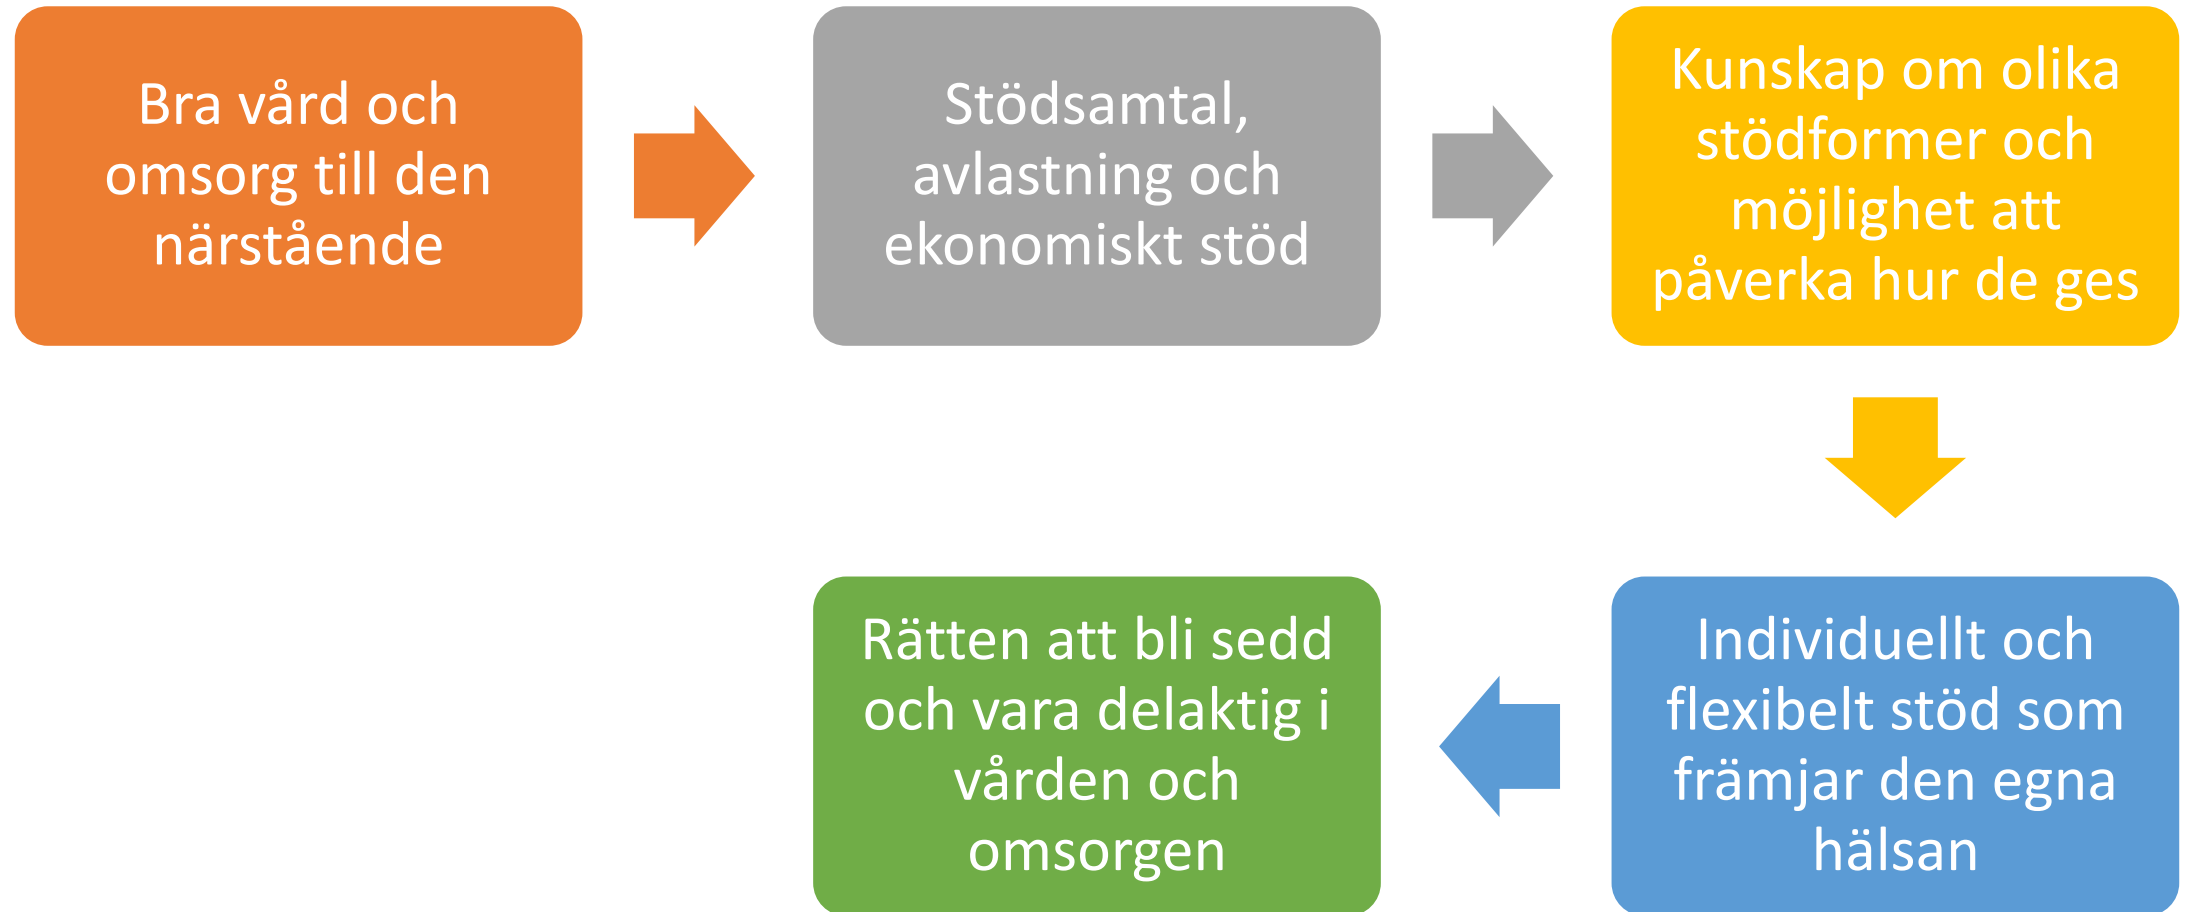 Bra vård och
omsorg till den
närstående
Stödsamtal,
avlastning och
ekonomiskt stöd
Kunskap om olika
stödformer och
möjlighet att
påverka hur de ges
Individuellt och
flexibelt stöd som
främjar den egna
hälsan
Rätten att bli sedd
och vara delaktig i
vården och
omsorgen